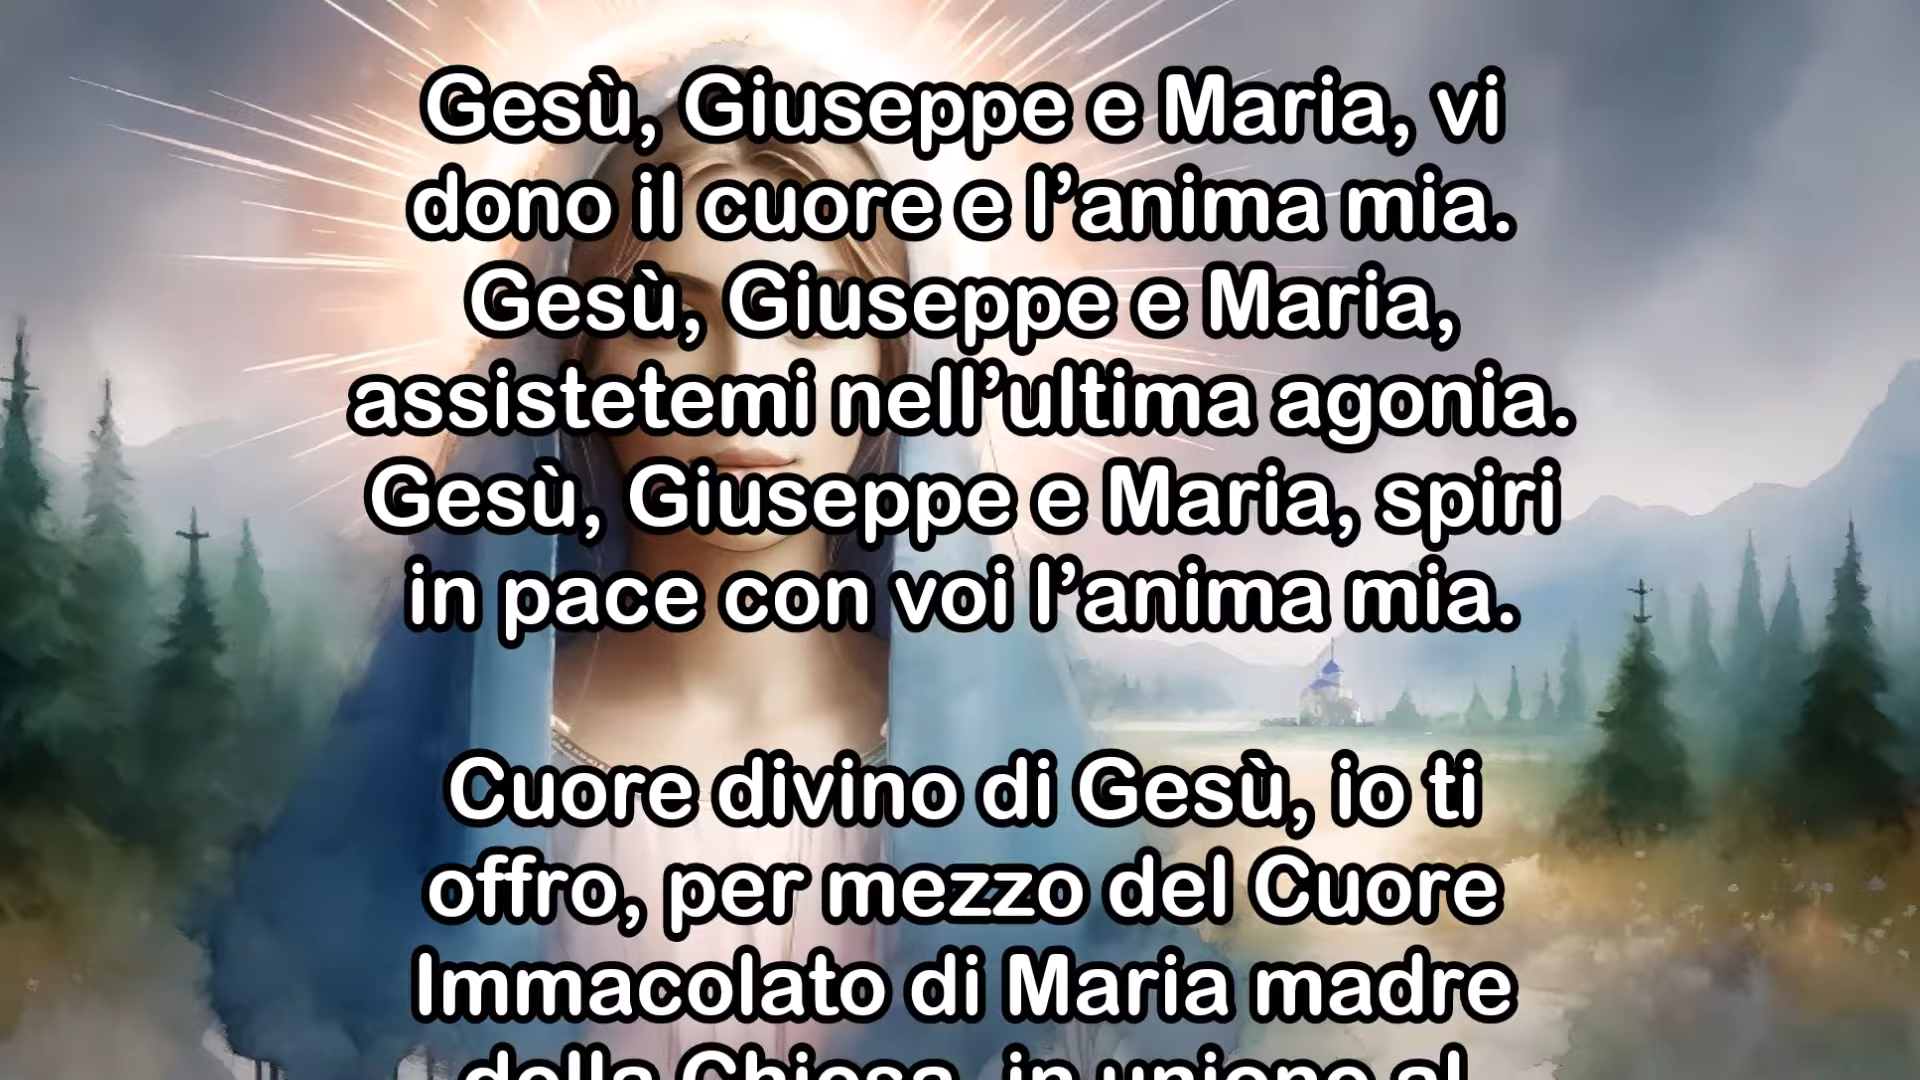 Gesù, Giuseppe e Maria, vi
dono il cuore e l’anima mia.
Gesù, Giuseppe e Maria,
assistetemi nell’ultima agonia.
Gesù, Giuseppe e Maria, spiri
in pace con voi l’anima mia.
Cuore divino di Gesù, io ti
offro, per mezzo del Cuore
Immacolato di Maria madre
della Chiesa, in unione al